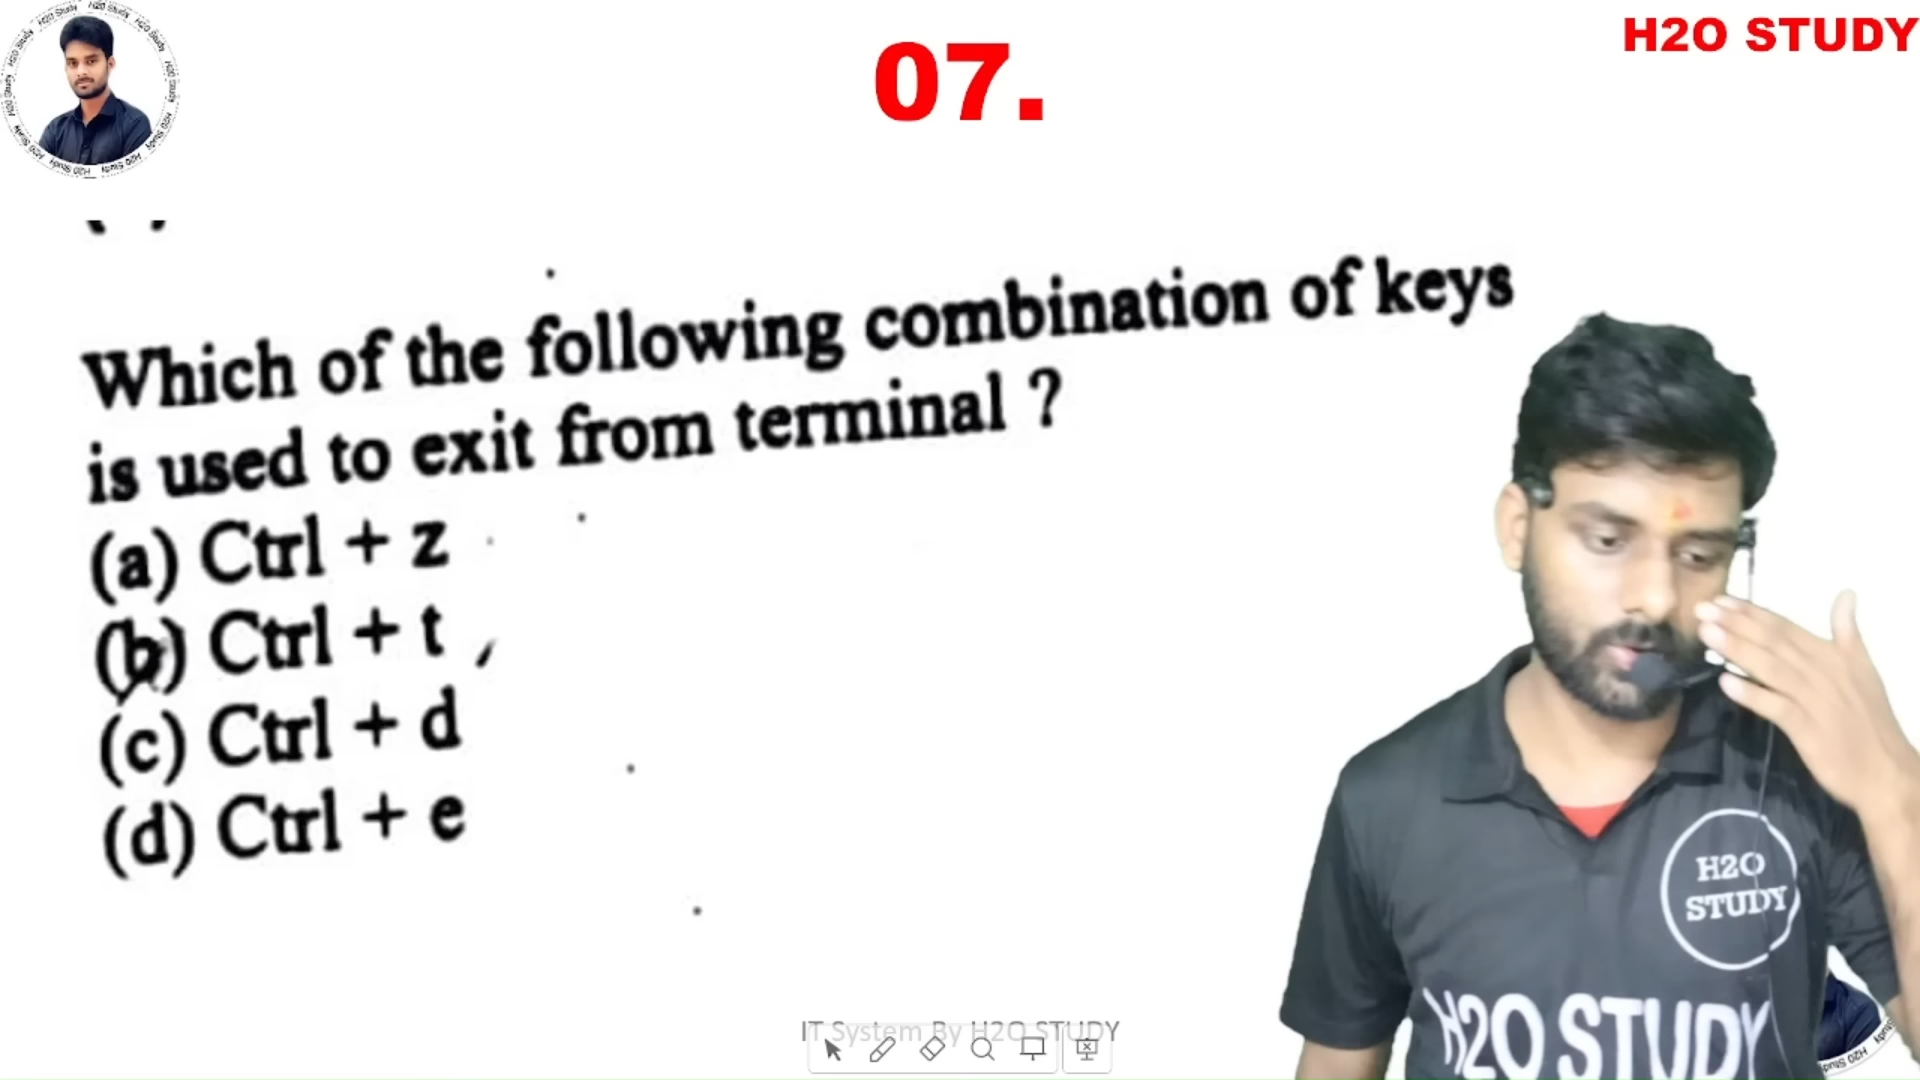 H2O STUDY
07.
Which of the following combination of keys
is used to exit from terminal ?
(a) Ctrl + z
(b) Ctrl + t
(c) Ctrl + d
(d) Ctrl + e
H2O
STUDY
H2O STUDY
IT System By H2O STUDY